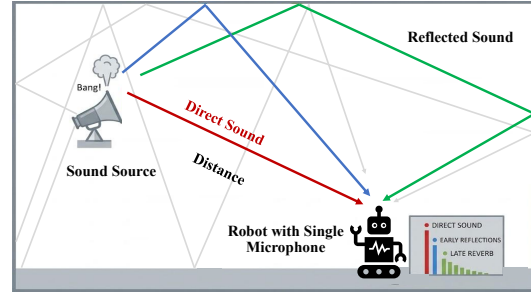 Reflected Sound
Bang!
Direct Sound
Sound Source
Distance
Robot with Single
Microphone
DIRECT SOUND
EARLY REFLECTIONS
LATE REVERB